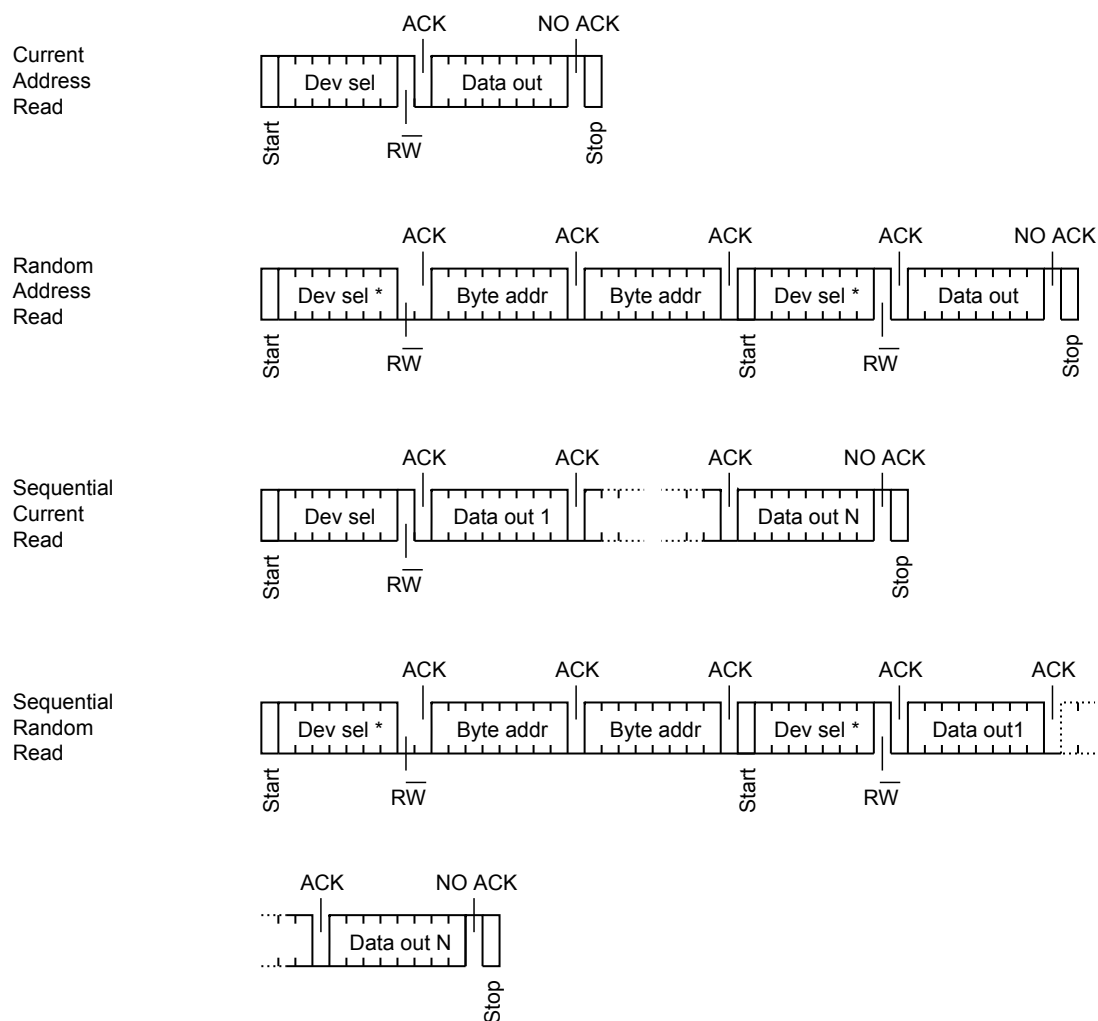 ACK NO ACK
Current
Address
Read
Dev sel Data out
Start RW̅ Stop
ACK ACK ACK ACK NO ACK
Random
Address
Read
Dev sel * Byte addr Byte addr Dev sel * Data out
Start RW̅ Start RW̅ Stop
ACK ACK ACK NO ACK
Sequential
Current
Read
Dev sel Data out 1 Data out N
Start RW̅ Stop
ACK ACK ACK ACK ACK
Sequential
Random
Read
Dev sel * Byte addr Byte addr Dev sel * Data out1
Start RW̅ Start RW̅
ACK NO ACK
Data out N
Stop